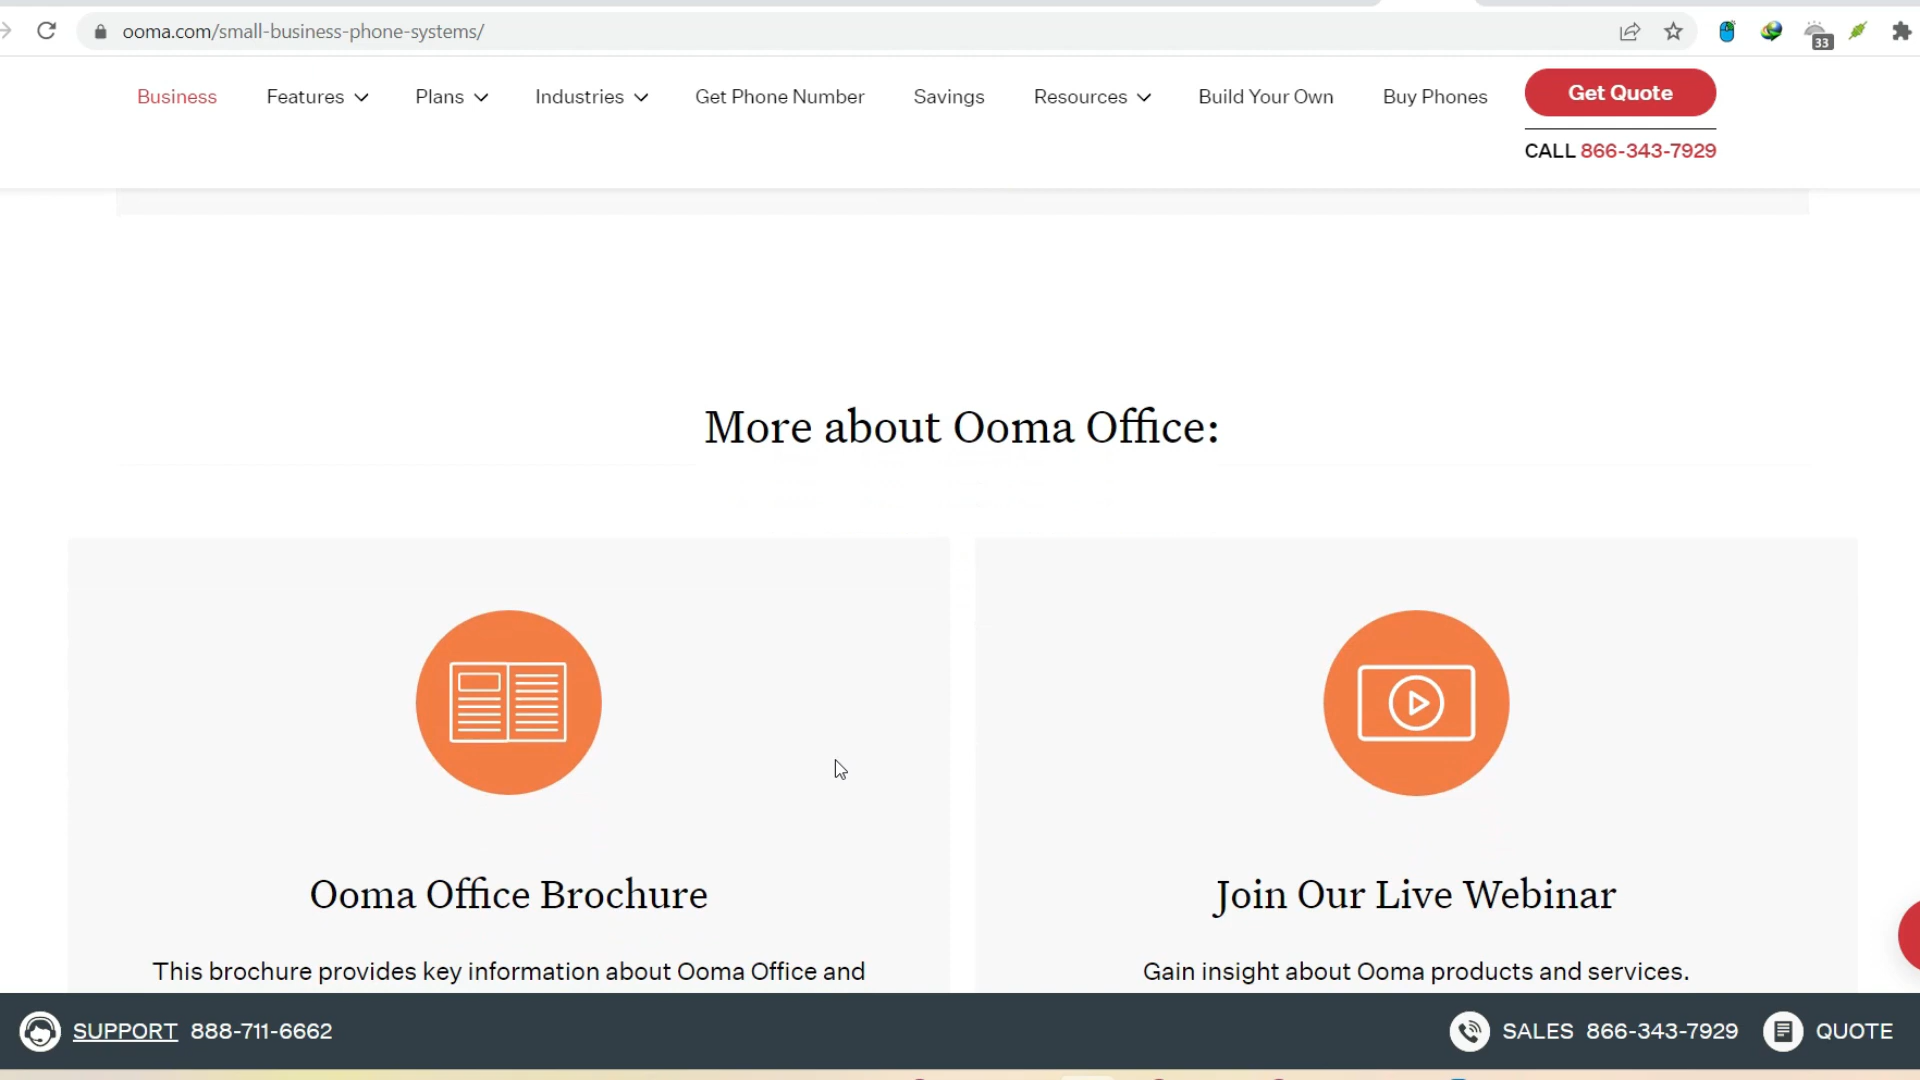 ooma.com/small-business-phone-systems/
33
Business Features Plans Industries Get Phone Number Savings Resources Build Your Own Buy Phones Get Quote
CALL 866-343-7929
More about Ooma Office:
Ooma Office Brochure
This brochure provides key information about Ooma Office and
Join Our Live Webinar
Gain insight about Ooma products and services.
SUPPORT 888-711-6662 SALES 866-343-7929 QUOTE